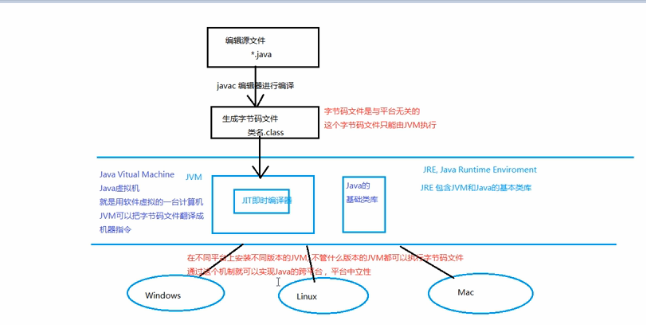 编辑源文件
*.java
javac 编辑器进行编译
生成字节码文件
类名.class
字节码文件是与平台无关的
这个字节码文件只能由JVM执行
Java Vitual Machine
JVM
Java虚拟机
就是用软件虚拟的一台计算机
JVM可以把字节码文件翻译成
机器指令
JIT即时编译器
Java的
基础类库
JRE, Java Runtime Enviroment
JRE 包含JVM和Java的基本类库
在不同平台上安装不同版本的JVM,不管什么版本的JVM都可以执行字节码文件
通过这个机制就可以实现Java的跨平台，平台中立性
Windows
Linux
Mac